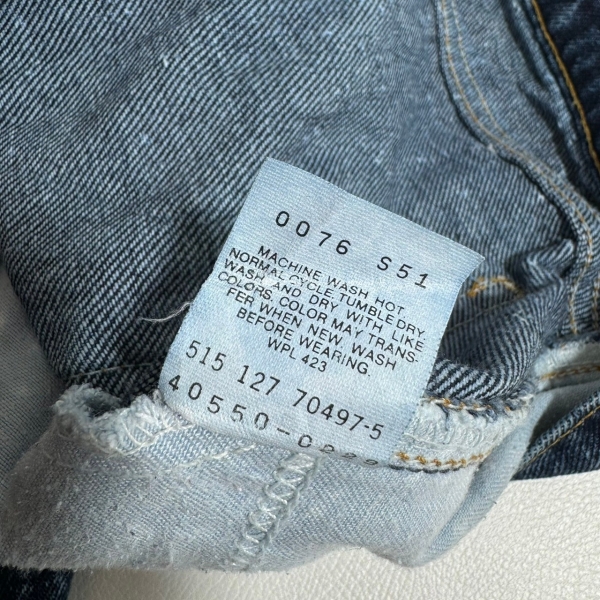 0076 S51
MACHINE WASH HOT
NORMAL CYCLE TUMBLE DRY.
WASH AND DRY WITH LIKE
COLORS. COLOR MAY TRANS-
FER WHEN NEW. WASH
BEFORE WEARING.
WPL 423
515 127 70497-5